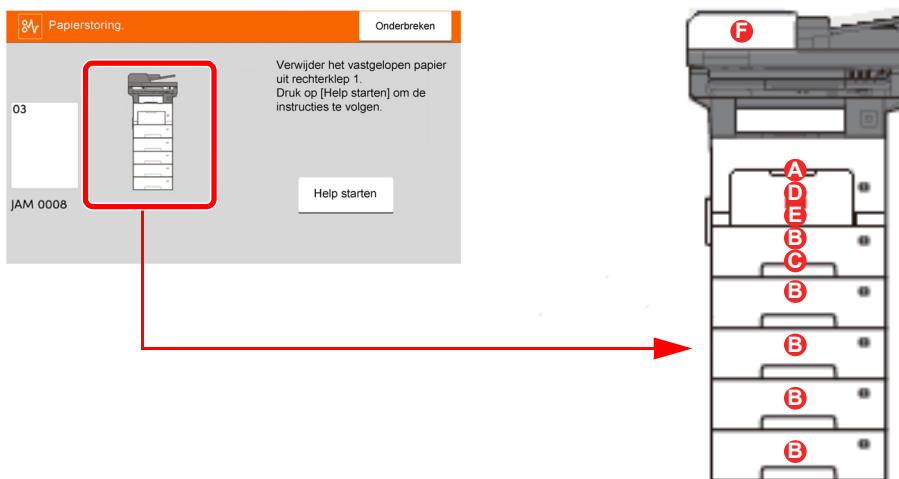 Papierstoring.
Onderbreken
Verwijder het vastgelopen papier
uit rechterklep 1.
Druk op [Help starten] om de
instructies te volgen.
03
JAM 0008
Help starten
F
A
D
E
B
C
B
B
B
B